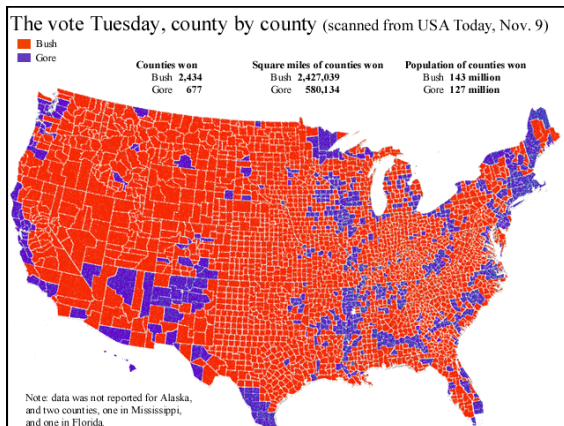 The vote Tuesday, county by county (scanned from USA Today, Nov. 9)
Bush
Gore
Counties won
Bush 2,434
Gore 677
Square miles of counties won
Bush 2,427,039
Gore 580,134
Population of counties won
Bush 143 million
Gore 127 million
Note: data was not reported for Alaska,
and two counties, one in Mississippi,
and one in Florida.